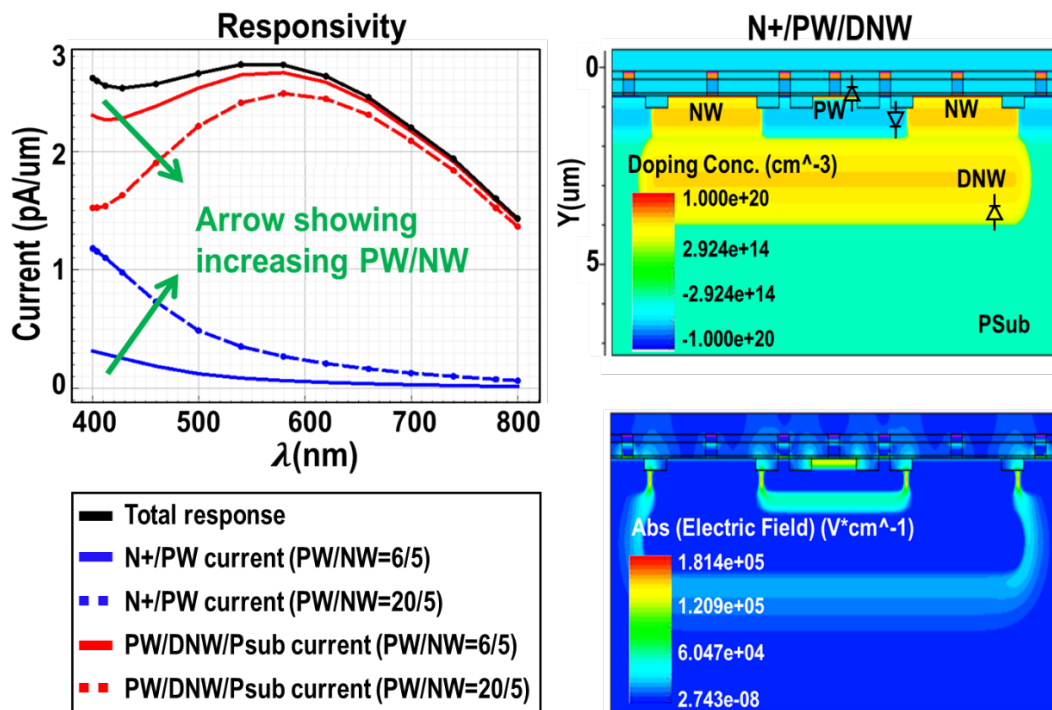 Responsivity
3
2
1
0
Current (pA/um)
400
500
600
700
800
λ(nm)
Arrow showing
increasing PW/NW
Total response
N+/PW current (PW/NW=6/5)
N+/PW current (PW/NW=20/5)
PW/DNW/Psub current (PW/NW=6/5)
PW/DNW/Psub current (PW/NW=20/5)
N+/PW/DNW
0
5
Y(um)
NW
PW
NW
Doping Conc. (cm^-3)
1.000e+20
2.924e+14
-2.924e+14
-1.000e+20
DNW
PSub
Abs (Electric Field) (V*cm^-1)
1.814e+05
1.209e+05
6.047e+04
2.743e-08